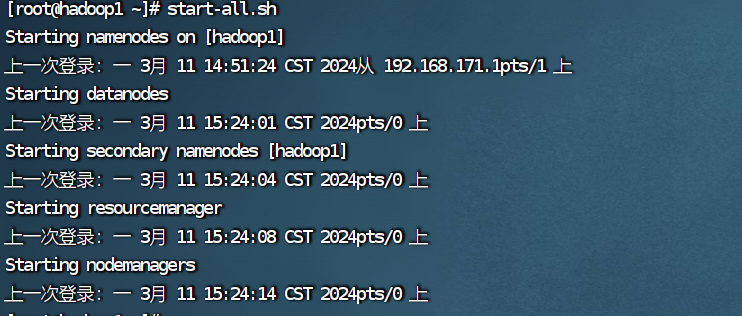 [root@hadoop1 ~]# start-all.sh
Starting namenodes on [hadoop1]
上一次登录: 一 3月 11 14:51:24 CST 2024从 192.168.171.1pts/1 上
Starting datanodes
上一次登录: 一 3月 11 15:24:01 CST 2024pts/0 上
Starting secondary namenodes [hadoop1]
上一次登录: 一 3月 11 15:24:04 CST 2024pts/0 上
Starting resourcemanager
上一次登录: 一 3月 11 15:24:08 CST 2024pts/0 上
Starting nodemanagers
上一次登录: 一 3月 11 15:24:14 CST 2024pts/0 上